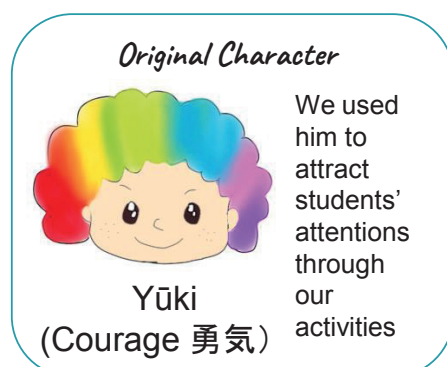 Original Character
We used
him to
attract
students'
attentions
through
our
activities
Yūki
(Courage 勇気）